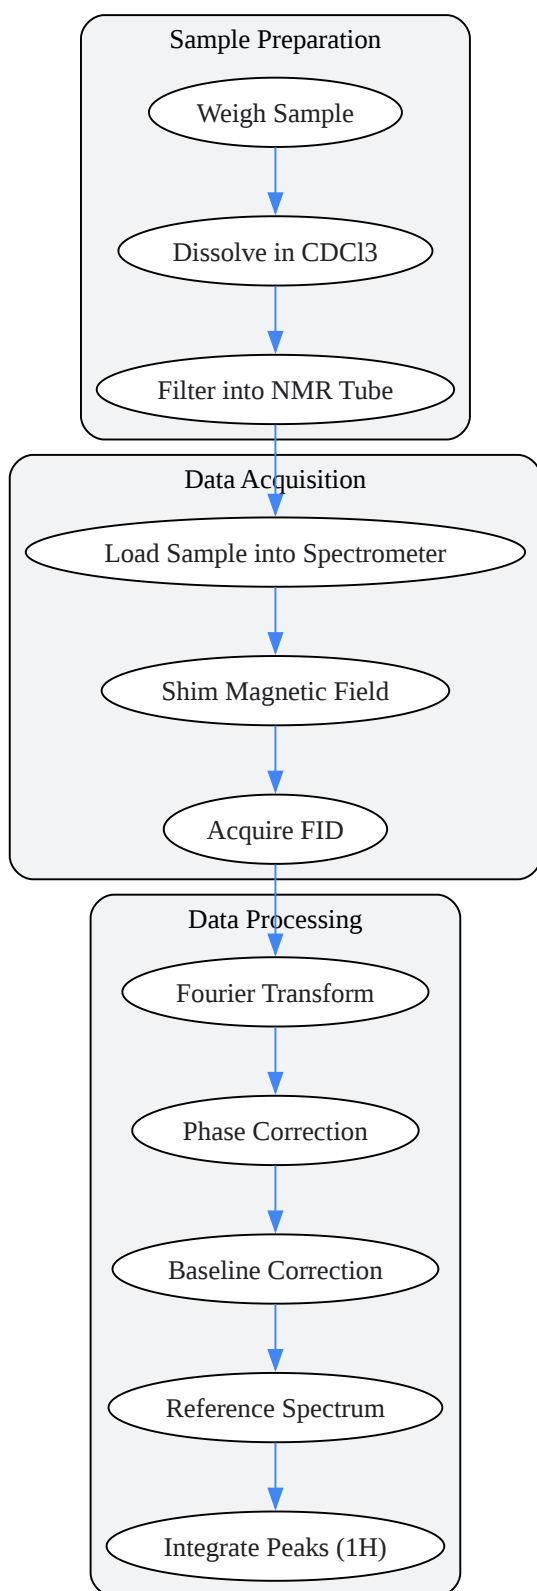 Sample Preparation
Weigh Sample
Dissolve in CDCl3
Filter into NMR Tube
Data Acquisition
Load Sample into Spectrometer
Shim Magnetic Field
Acquire FID
Data Processing
Fourier Transform
Phase Correction
Baseline Correction
Reference Spectrum
Integrate Peaks (1H)